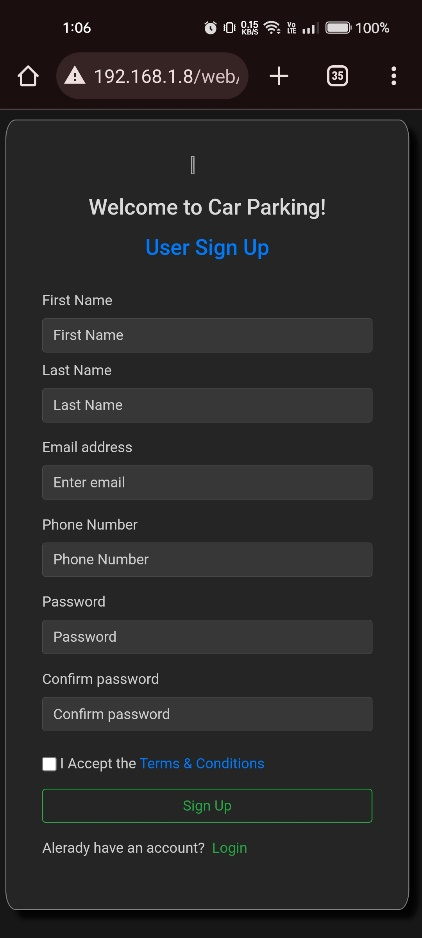 1:06 0.15 KB/S Vo LTE 100%
192.168.1.8/web/ 35
Welcome to Car Parking!
User Sign Up
First Name
First Name
Last Name
Last Name
Email address
Enter email
Phone Number
Phone Number
Password
Password
Confirm password
Confirm password
I Accept the Terms & Conditions
Sign Up
Alerady have an account? Login